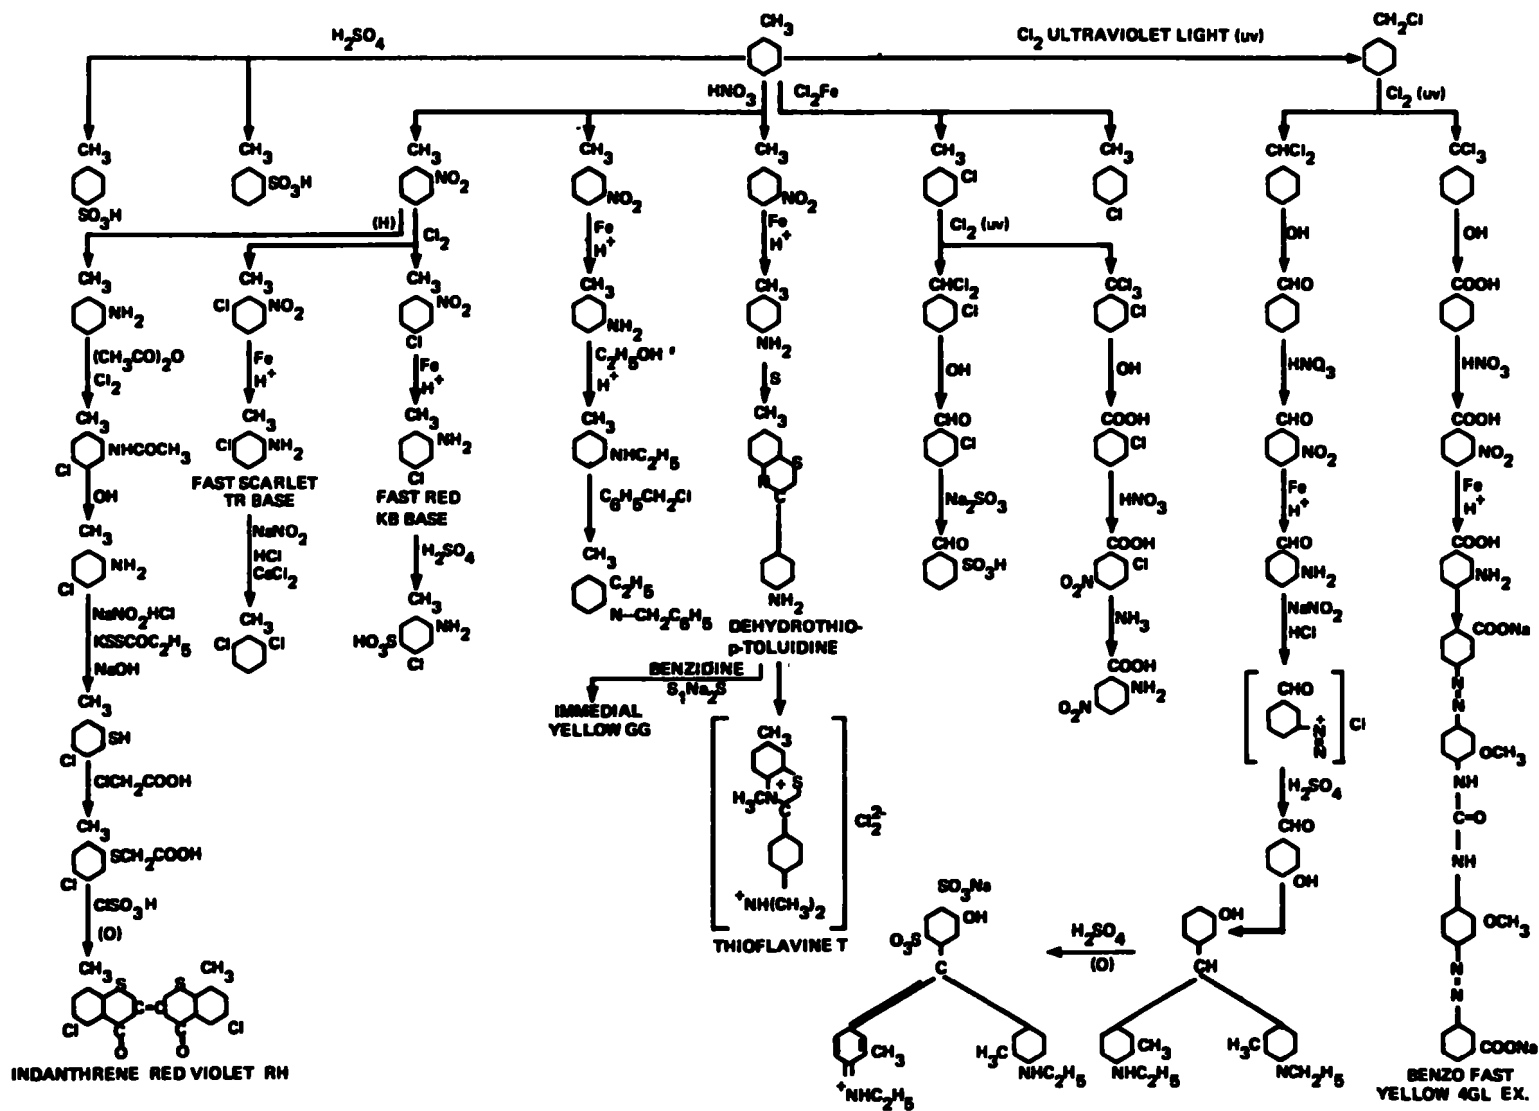 CH3
CH2Cl
H2SO4
Cl2 ULTRAVIOLET LIGHT (uv)
HNO3
Cl2Fe
Cl2 (uv)
CH3
CH3
CH3
CH3
CH3
CH3
CH3
CHCl2
CCl3
SO3H
SO3H
NO2
NO2
NO2
Cl
Cl
(H)
Cl2
Fe
H+
Fe
H+
Cl2 (uv)
OH
OH
CH3
CH3
CH3
CH3
CH3
CHCl2
CCl3
CHO
COOH
NH2
Cl
NO2
NO2
Cl
NH2
NH2
Cl
Cl
(CH3CO)2O
Cl2
Fe
H+
Fe
H+
C2H5OH
H+
S
OH
OH
HNO3
HNO3
CH3
CH3
CH3
CH3
CH3
CHO
COOH
CHO
COOH
NHCOCH3
Cl
Cl
NH2
NH2
Cl
NHC2H5
S
N
C
Cl
Cl
NO2
NO2
FAST SCARLET
TR BASE
FAST RED
KB BASE
OH
C6H5CH2Cl
Na2SO3
HNO3
Fe
H+
Fe
H+
CH3
NH2
Cl
NaNO2
HCl
CaCl2
H2SO4
CH3
C2H5
N-CH2C6H5
NH2
DEHYDROTHIO-
p-TOLUIDINE
CHO
SO3H
COOH
Cl
O2N
CHO
NH2
COOH
NH2
NaNO2HCl
KSSCOC2H5
NaOH
CH3
Cl
Cl
CH3
NH2
HO3S
Cl
BENZIDINE
S1Na2S
IMMEDIAL
YELLOW GG
NH3
COOH
NH2
O2N
NaNO2
HCl
CHO
+
N
≡
N
Cl
COONa
N
=
N
OCH3
NH
C=O
NH
OCH3
N
=
N
COONa
BENZO FAST
YELLOW 4GL EX.
CH3
SH
Cl
ClCH2COOH
CH3
SCH2COOH
Cl
ClSO3H
(O)
CH3
CH3
S
S
C=C
Cl
Cl
C
C
O
O
INDANTHRENE RED VIOLET RH
CH3
S
H3CN+
C
+NH(CH3)2
Cl2 2-
THIOFLAVINE T
H2SO4
CHO
OH
SO3Na
OH
O3S
C
CH3
+NHC2H5
H3C
NHC2H5
H2SO4
(O)
OH
CH
CH3
NHC2H5
H3C
NCH2H5